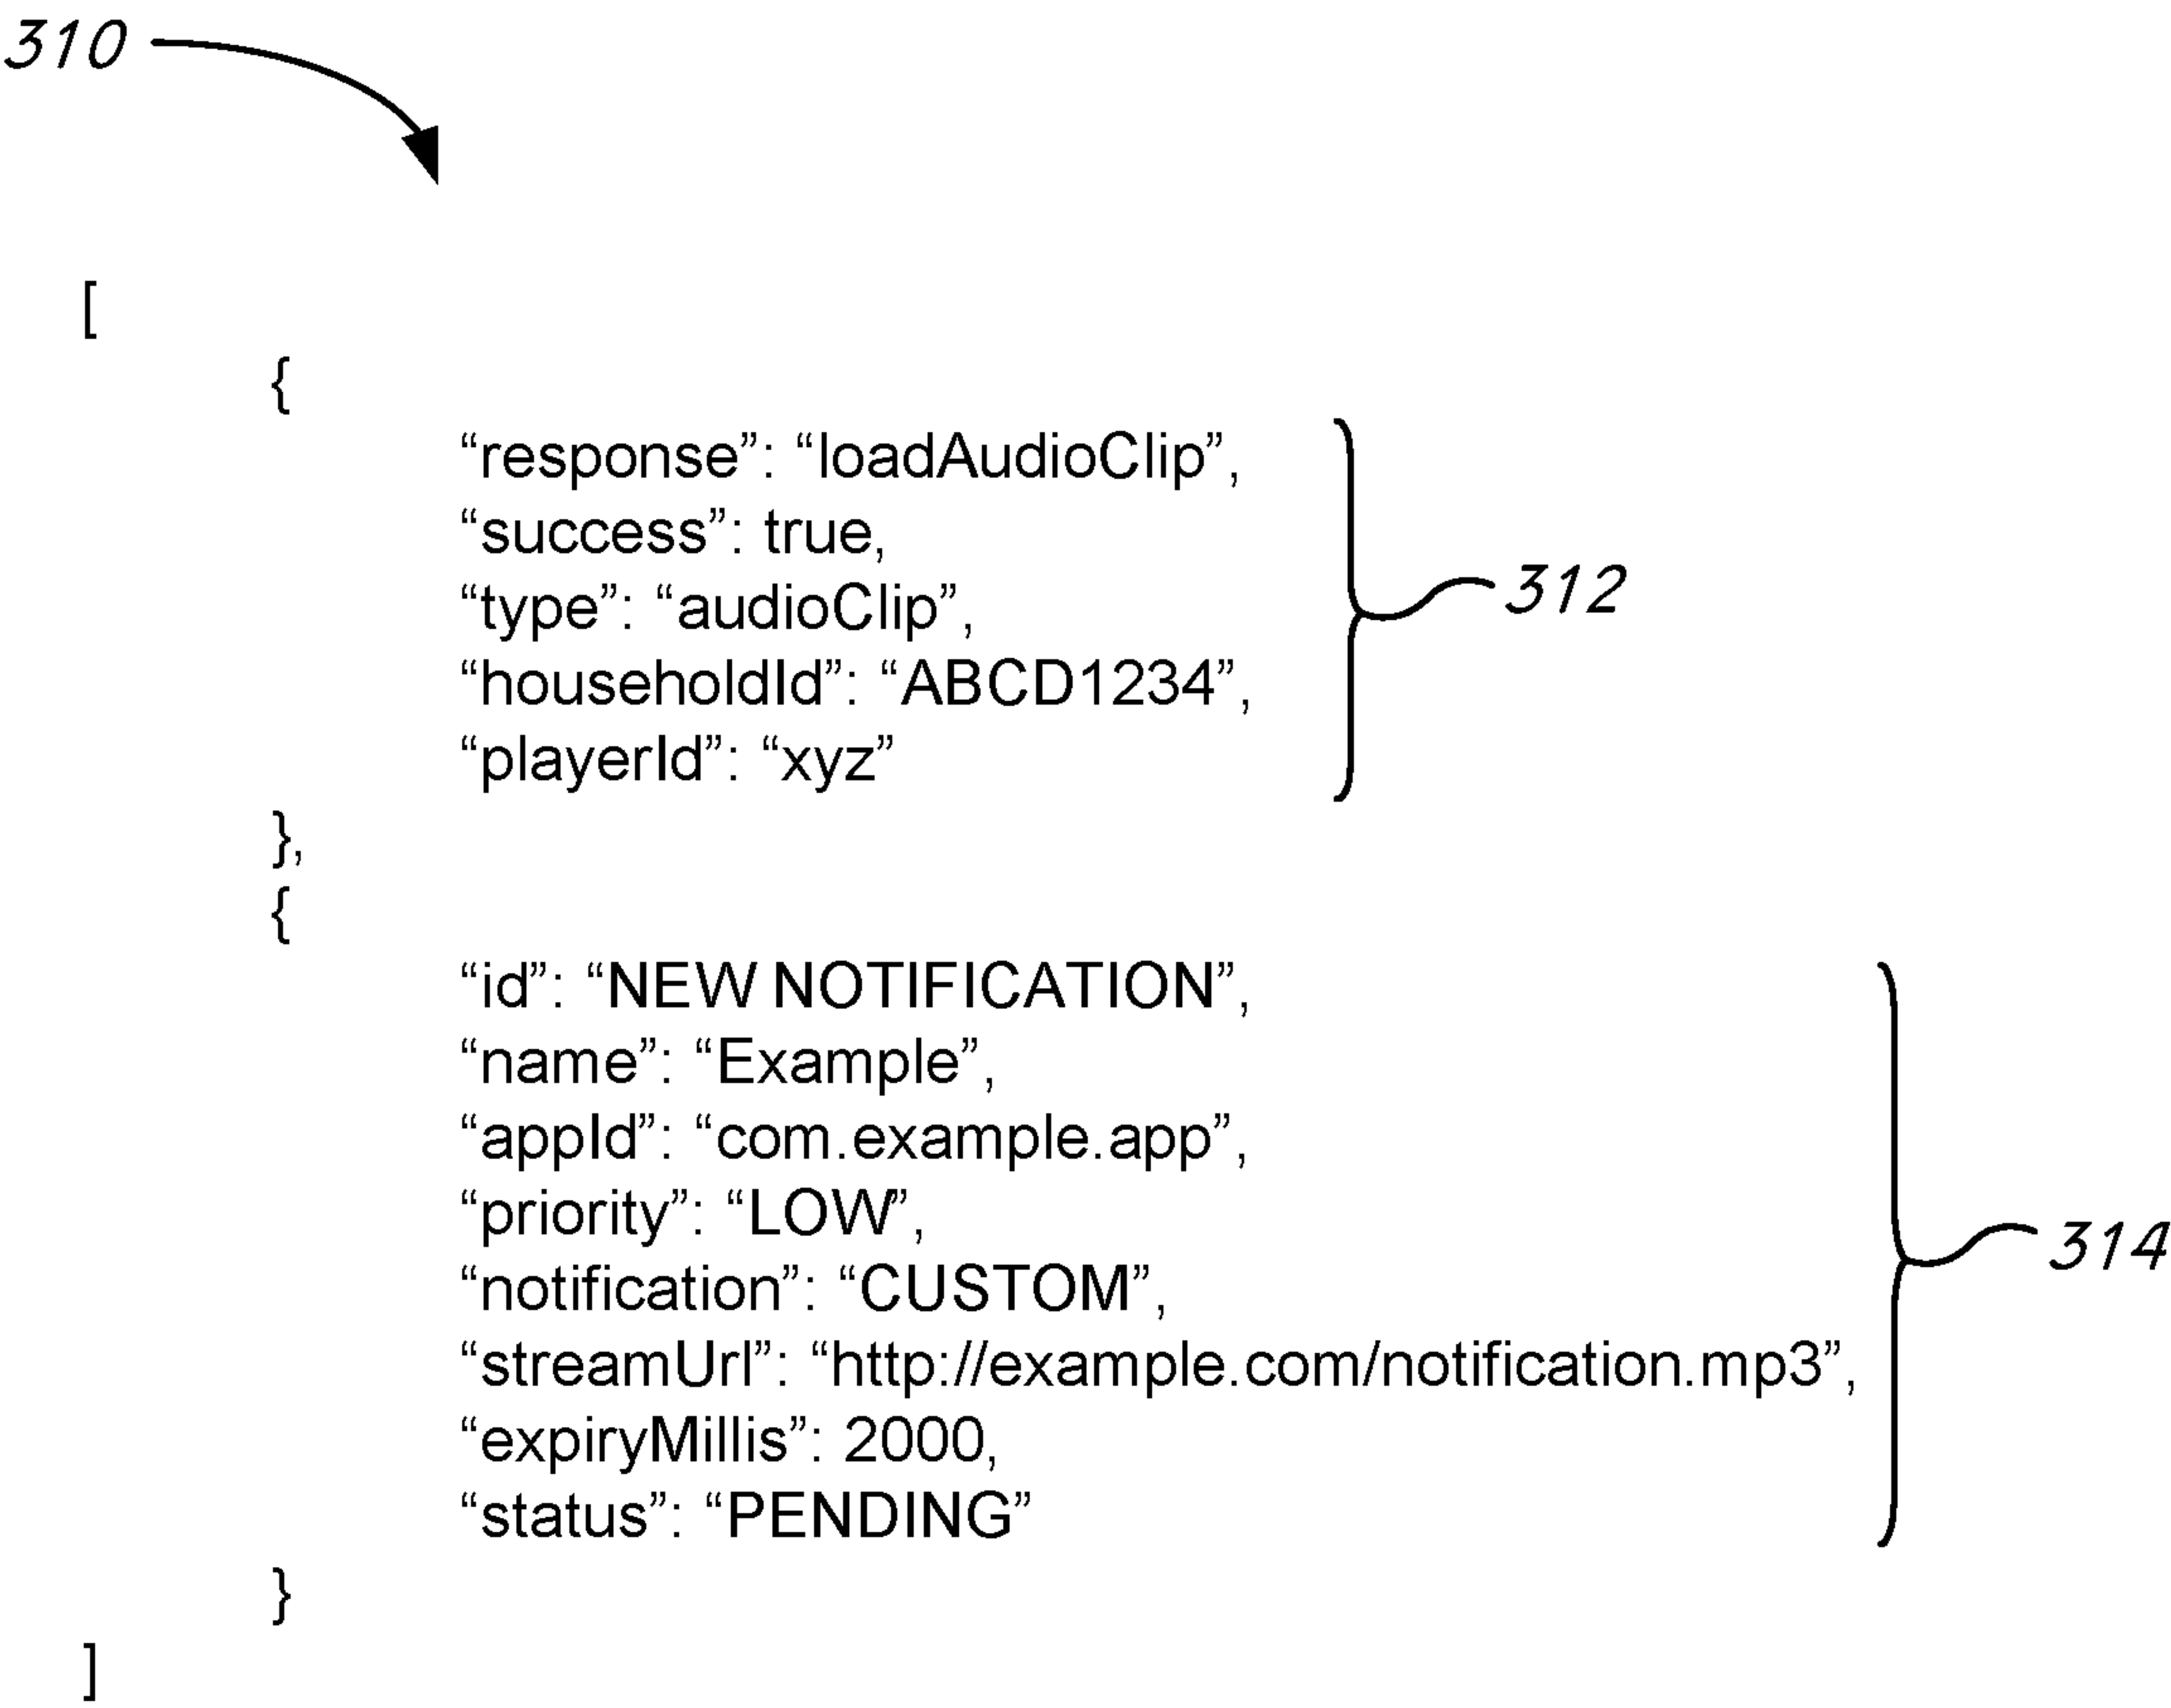 310
[
{
“response”: “loadAudioClip”,
“success”: true,
“type”: “audioClip”,
“householdId”: “ABCD1234”,
“playerId”: “xyz”
312
},
{
“id”: “NEW NOTIFICATION”,
“name”: “Example”,
“appId”: “com.example.app”,
“priority”: “LOW”,
“notification”: “CUSTOM”,
“streamUrl”: “http://example.com/notification.mp3”,
“expiryMillis”: 2000,
“status”: “PENDING”
314
}
]